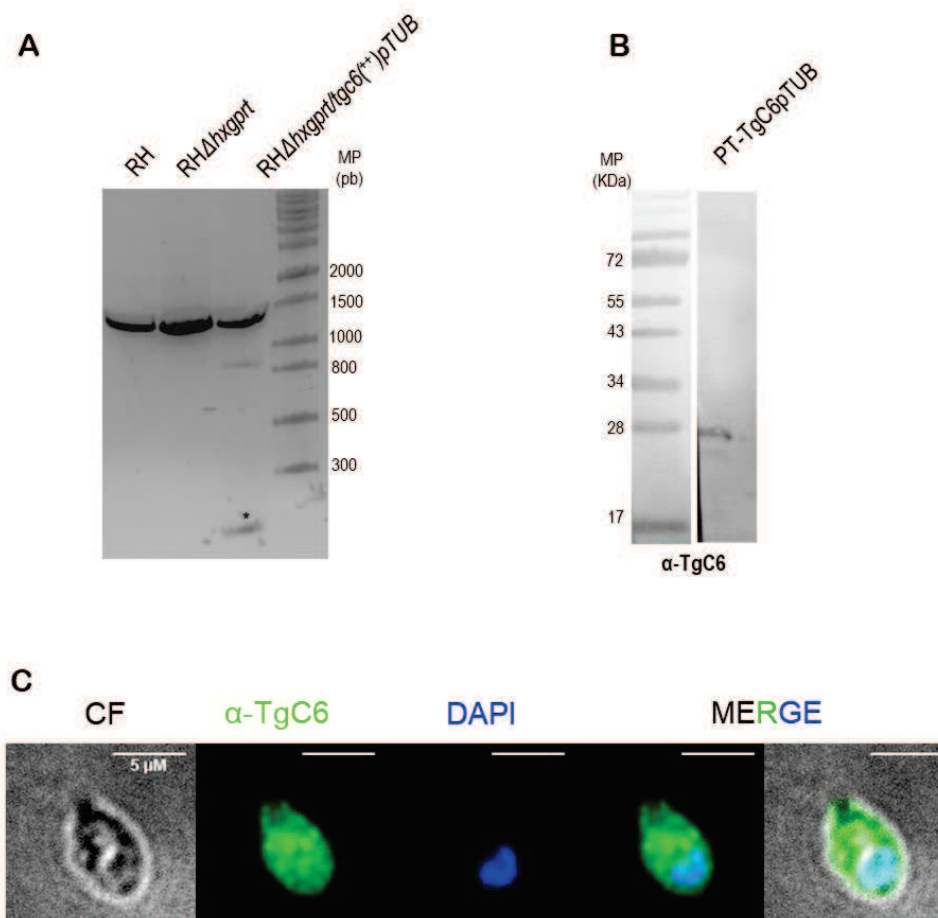 A
RH
RHΔhxgprt
RHΔhxgprt/tgc6(⁺⁺)pTUB
MP
(pb)
2000
1500
1000
800
500
300
*
B
MP
(KDa)
PT-TgC6pTUB
72
55
43
34
28
17
α-TgC6
C
CF
α-TgC6
DAPI
MERGE
5 µM